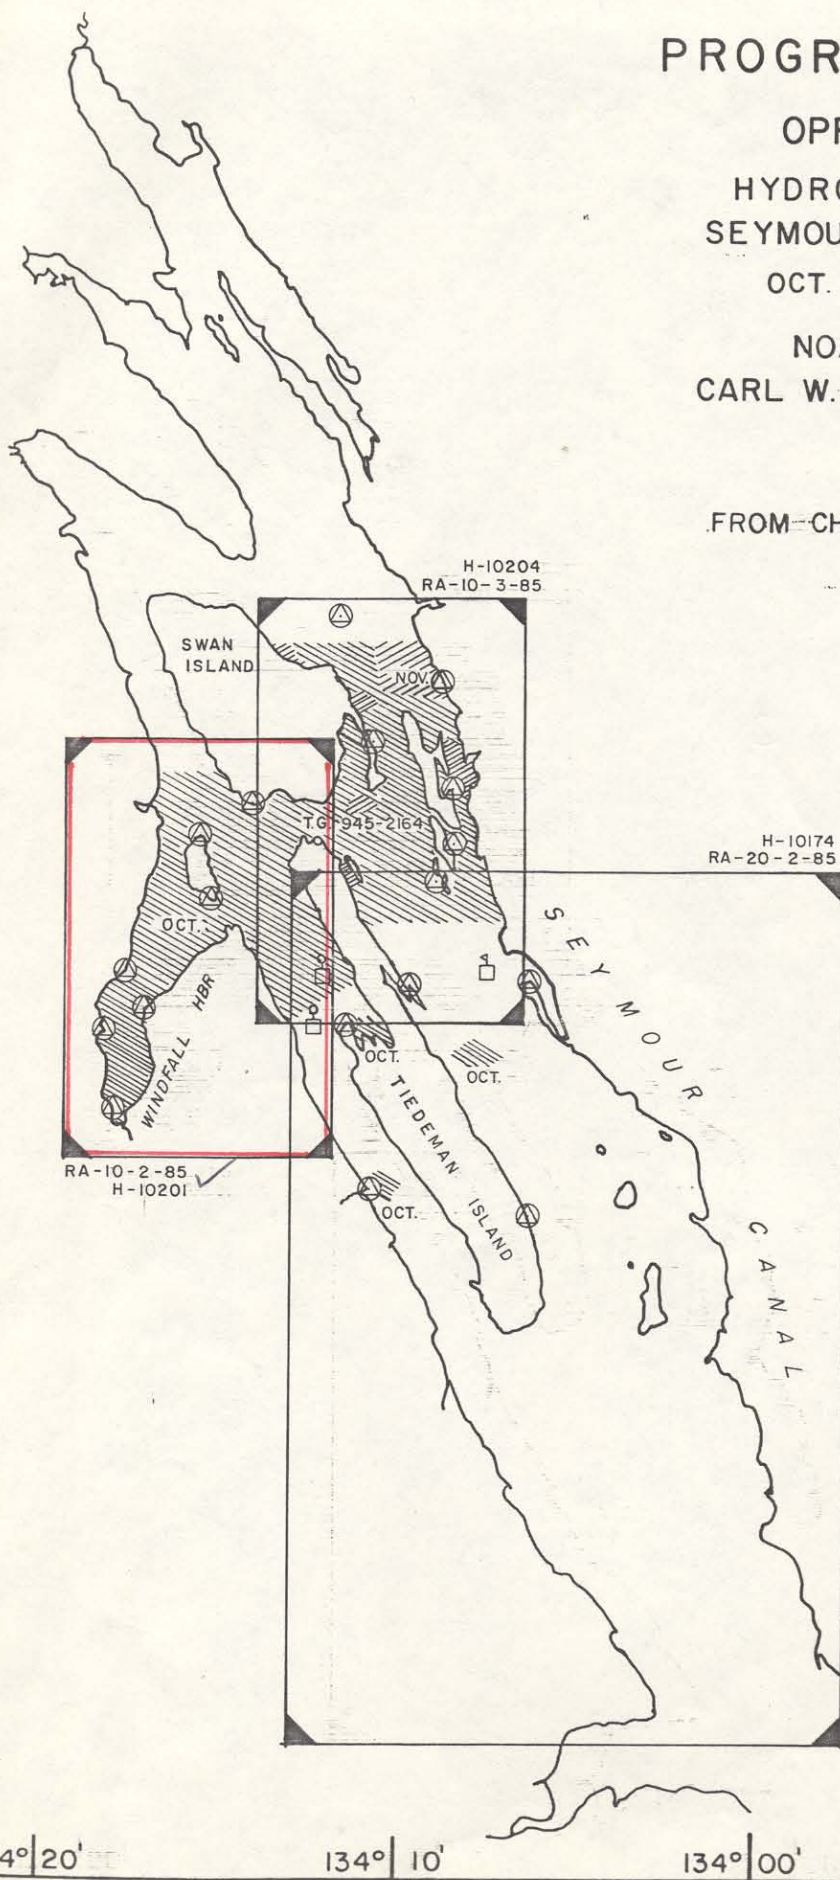 PROGR
OPR
HYDRO
SEYMOU
OCT.
NO
CARL W.
FROM CH
H-10204
RA-10-3-85
SWAN
ISLAND
NOV.
T.G. 945-2164
H-10174
RA-20-2-85
OCT.
WINDFALL HBR
SEYMOUR
CANAL
OCT.
OCT.
TIEDEMAN
ISLAND
RA-10-2-85
H-10201
OCT.
4° 20'
134° 10'
134° 00'